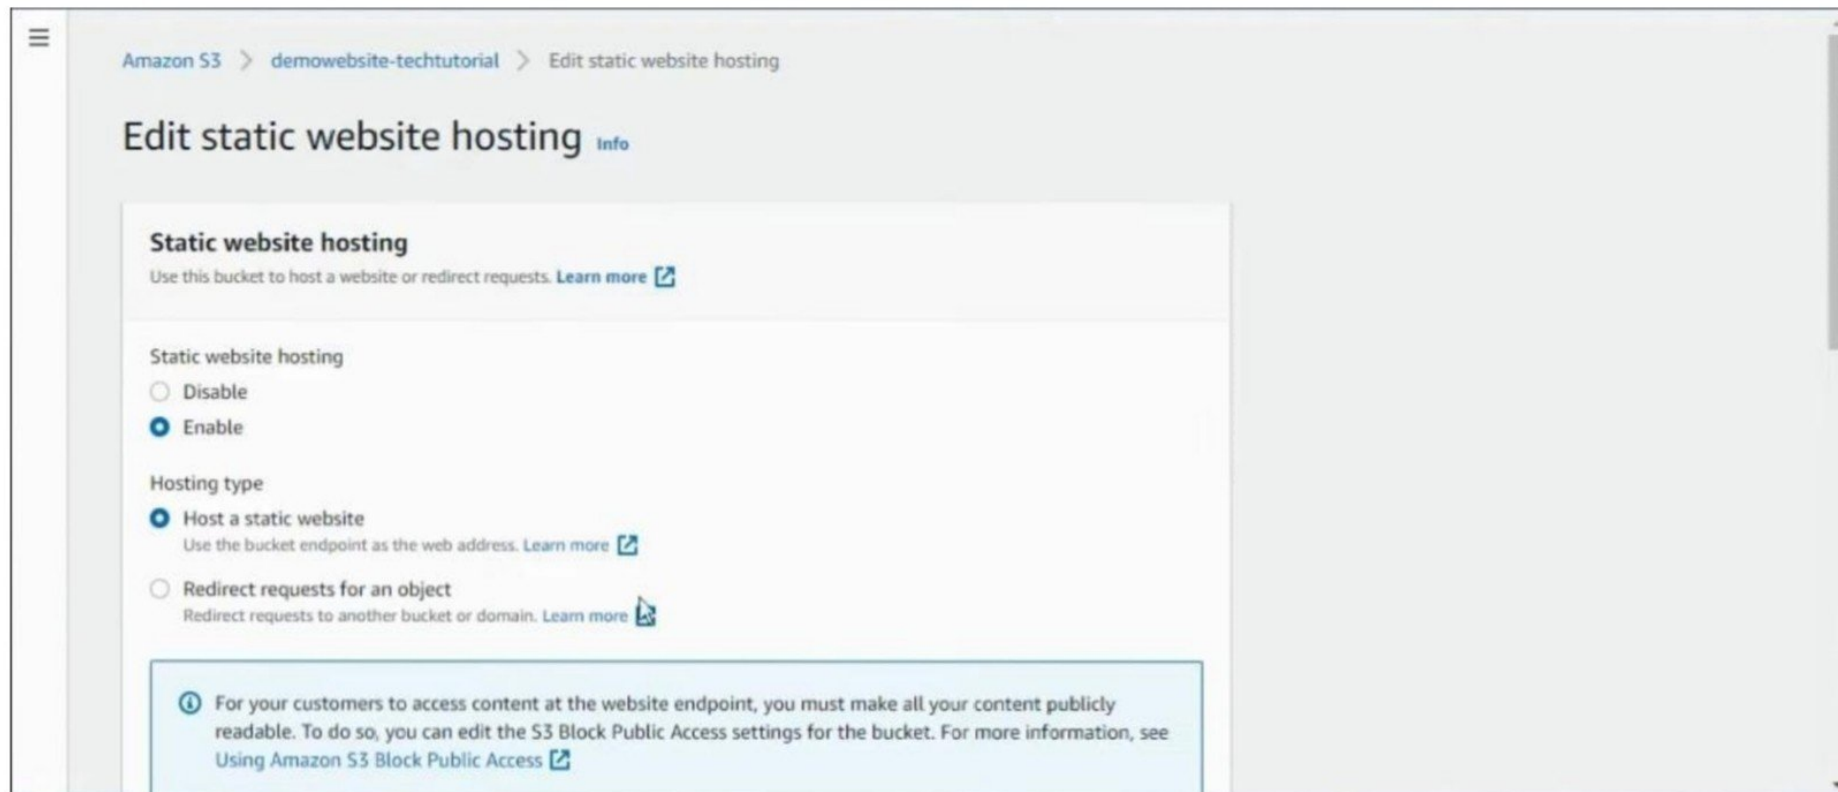 Amazon S3 > demowebsite-techtutorial > Edit static website hosting
Edit static website hosting Info
Static website hosting
Use this bucket to host a website or redirect requests. Learn more
Static website hosting
Disable
Enable
Hosting type
Host a static website
Use the bucket endpoint as the web address. Learn more
Redirect requests for an object
Redirect requests to another bucket or domain. Learn more
For your customers to access content at the website endpoint, you must make all your content publicly
readable. To do so, you can edit the S3 Block Public Access settings for the bucket. For more information, see
Using Amazon S3 Block Public Access